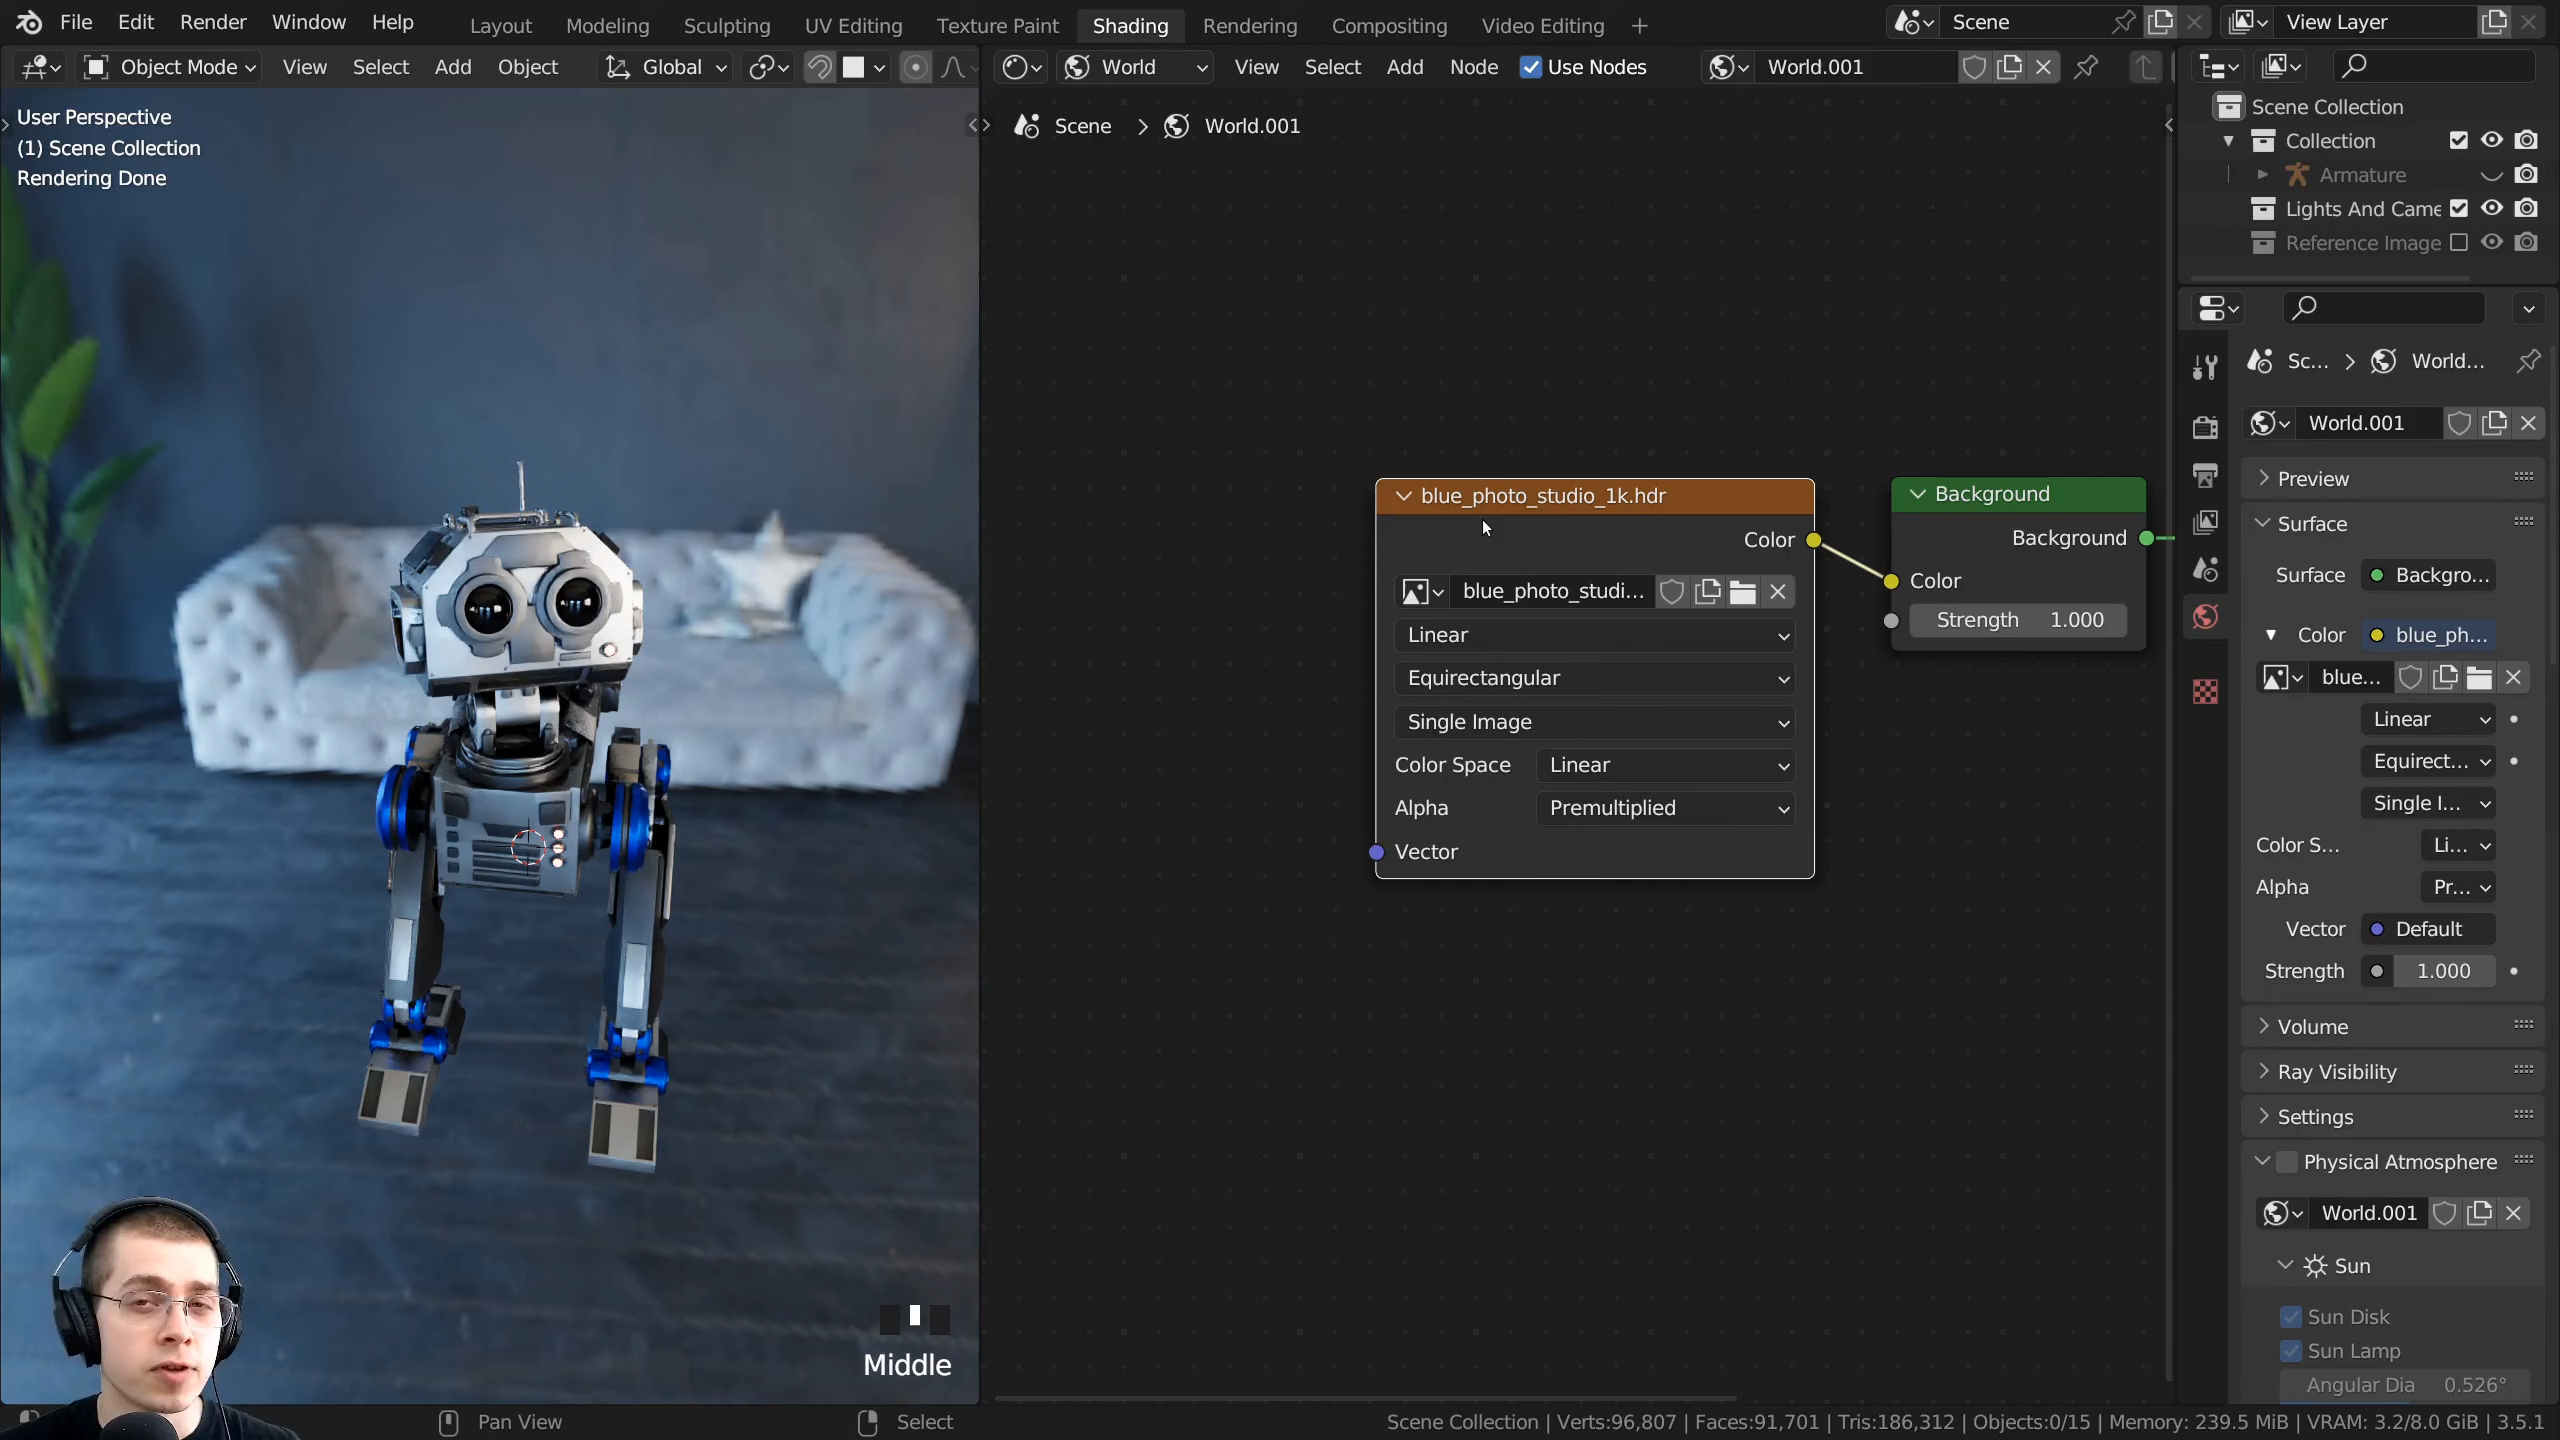 File Edit Render Window Help Layout Modeling Sculpting UV Editing Texture Paint Shading Rendering Compositing Video Editing + Scene View Layer
Object Mode View Select Add Object Global World View Select Add Node Use Nodes World.001
User Perspective
(1) Scene Collection
Rendering Done
Scene > World.001
Scene Collection
Collection
Armature
Lights And Came
Reference Image
Sc... > World...
World.001
Preview
Surface
Surface Backgro...
Color blue_ph...
blue...
Linear
Equirect...
Single I...
Color S... Li...
Alpha Pr...
Vector Default
Strength 1.000
Volume
Ray Visibility
Settings
Physical Atmosphere
World.001
Sun
Sun Disk
Sun Lamp
Angular Dia 0.526°
blue_photo_studio_1k.hdr
Color
blue_photo_studi...
Linear
Equirectangular
Single Image
Color Space Linear
Alpha Premultiplied
Vector
Background
Background
Color
Strength 1.000
Middle
Pan View Select
Scene Collection | Verts:96,807 | Faces:91,701 | Tris:186,312 | Objects:0/15 | Memory: 239.5 MiB | VRAM: 3.2/8.0 GiB | 3.5.1